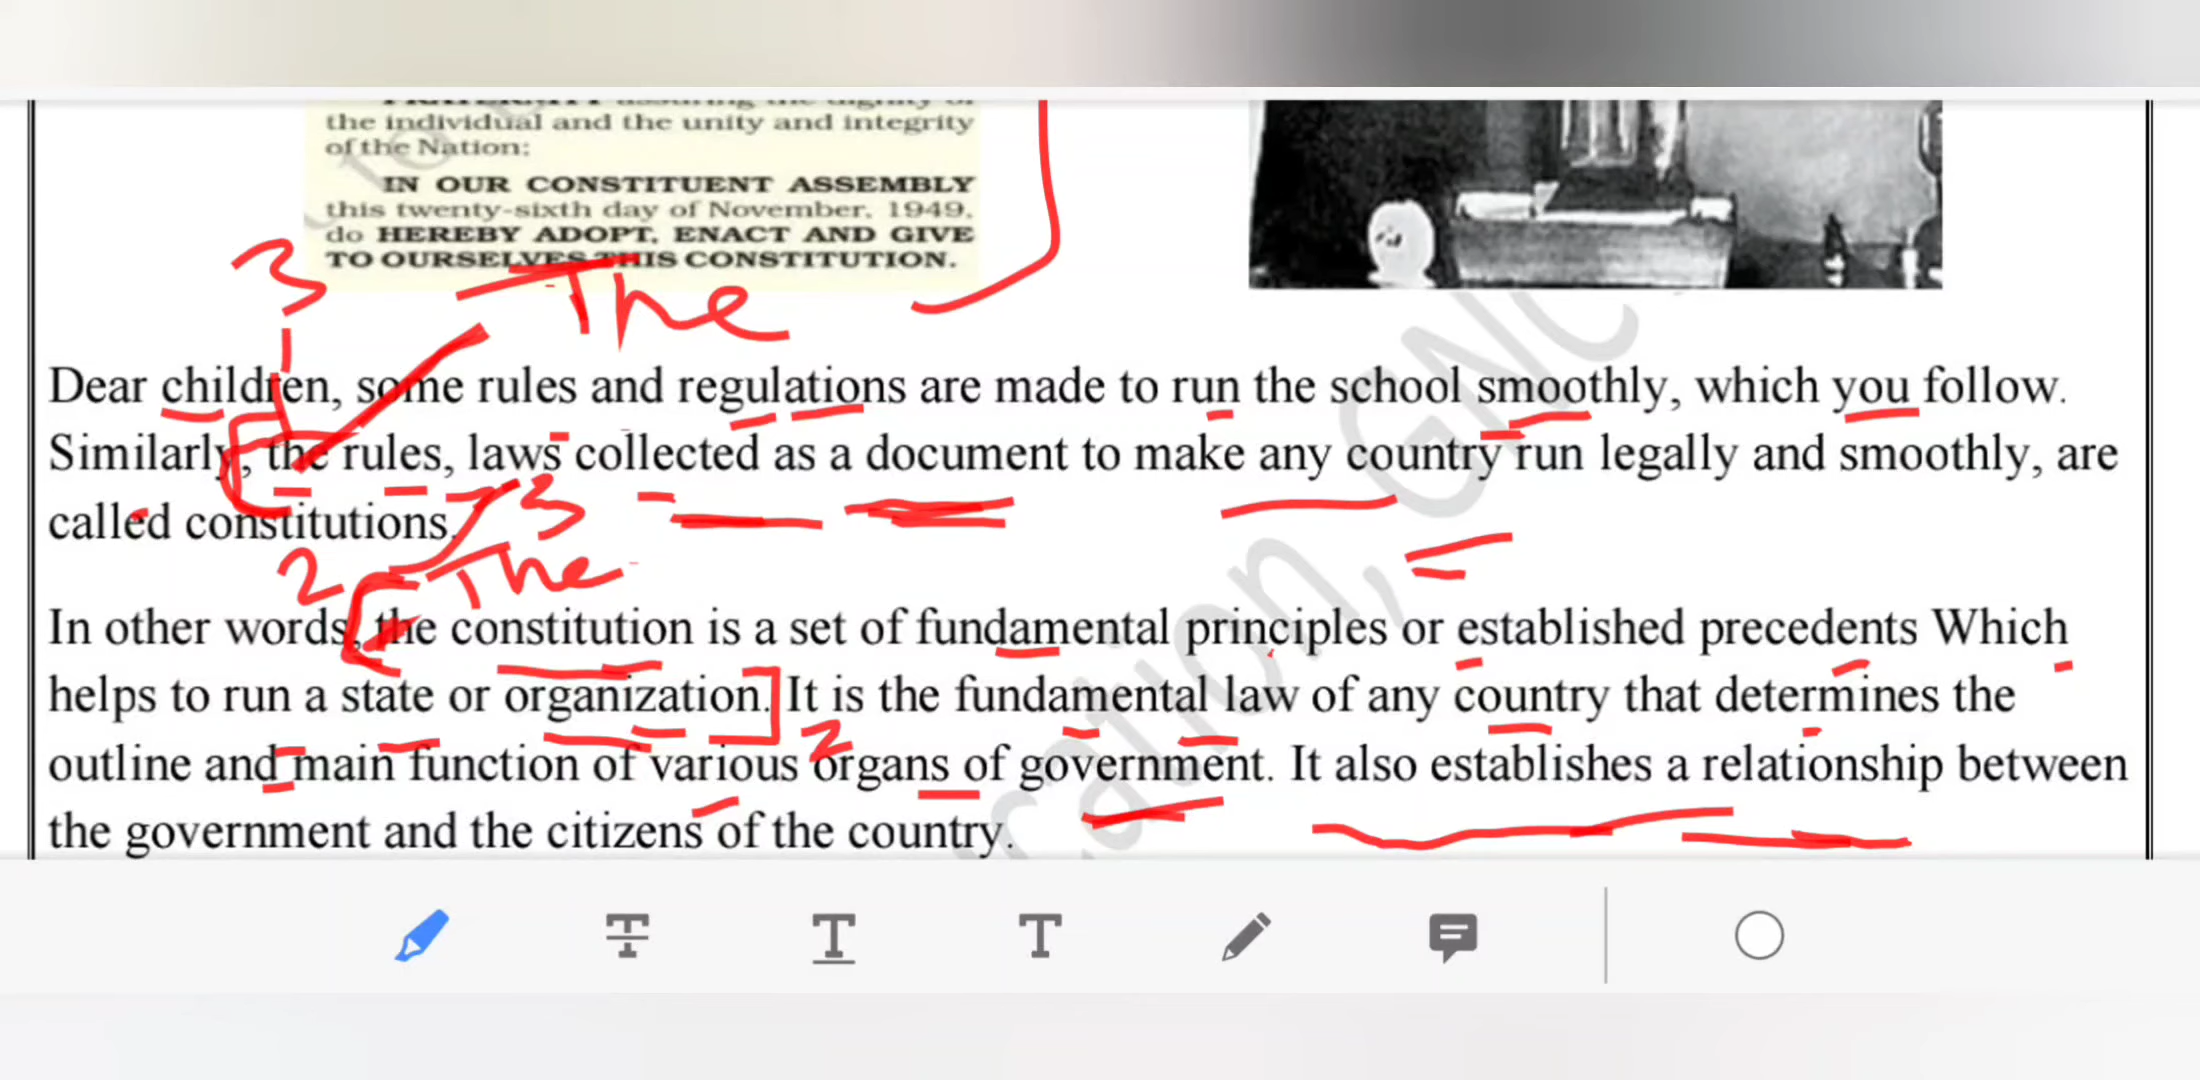 the individual and the unity and integrity
of the Nation;
IN OUR CONSTITUENT ASSEMBLY
this twenty-sixth day of November, 1949,
do HEREBY ADOPT, ENACT AND GIVE
TO OURSELVES THIS CONSTITUTION.
3
The
Dear children, some rules and regulations are made to run the school smoothly, which you follow.
Similarly, the rules, laws collected as a document to make any country run legally and smoothly, are
called constitutions.
3
2
The
In other words, the constitution is a set of fundamental principles or established precedents Which
helps to run a state or organization. It is the fundamental law of any country that determines the
2
outline and main function of various organs of government. It also establishes a relationship between
the government and the citizens of the country.